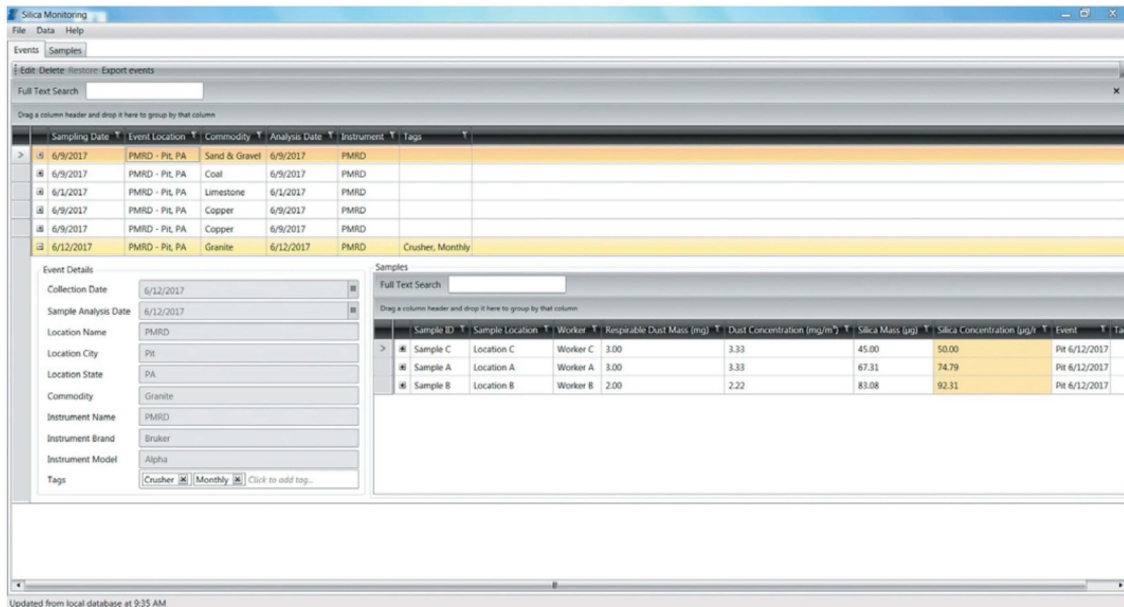 Silica Monitoring
File Data Help
Events Samples
Edit Delete Restore Export events
Full Text Search
Drag a column header and drop it here to group by that column
Sampling Date Event Location Commodity Analysis Date Instrument Tags
6/9/2017 PMRD - Pit, PA Sand & Gravel 6/9/2017 PMRD
6/9/2017 PMRD - Pit, PA Coal 6/9/2017 PMRD
6/1/2017 PMRD - Pit, PA Limestone 6/1/2017 PMRD
6/9/2017 PMRD - Pit, PA Copper 6/9/2017 PMRD
6/9/2017 PMRD - Pit, PA Copper 6/9/2017 PMRD
6/12/2017 PMRD - Pit, PA Granite 6/12/2017 PMRD Crusher, Monthly
Event Details
Collection Date 6/12/2017
Sample Analysis Date 6/12/2017
Location Name PMRD
Location City Pit
Location State PA
Commodity Granite
Instrument Name PMRD
Instrument Brand Bruker
Instrument Model Alpha
Tags Crusher Monthly Click to add tag...
Samples
Full Text Search
Drag a column header and drop it here to group by that column
Sample ID Sample Location Worker Respirable Dust Mass (mg) Dust Concentration (mg/m³) Silica Mass (µg) Silica Concentration (µg/r Event Ta
Sample C Location C Worker C 3.00 3.33 45.00 50.00 Pit 6/12/2017
Sample A Location A Worker A 3.00 3.33 67.31 74.79 Pit 6/12/2017
Sample B Location B Worker B 2.00 2.22 83.08 92.31 Pit 6/12/2017
Updated from local database at 9:35 AM